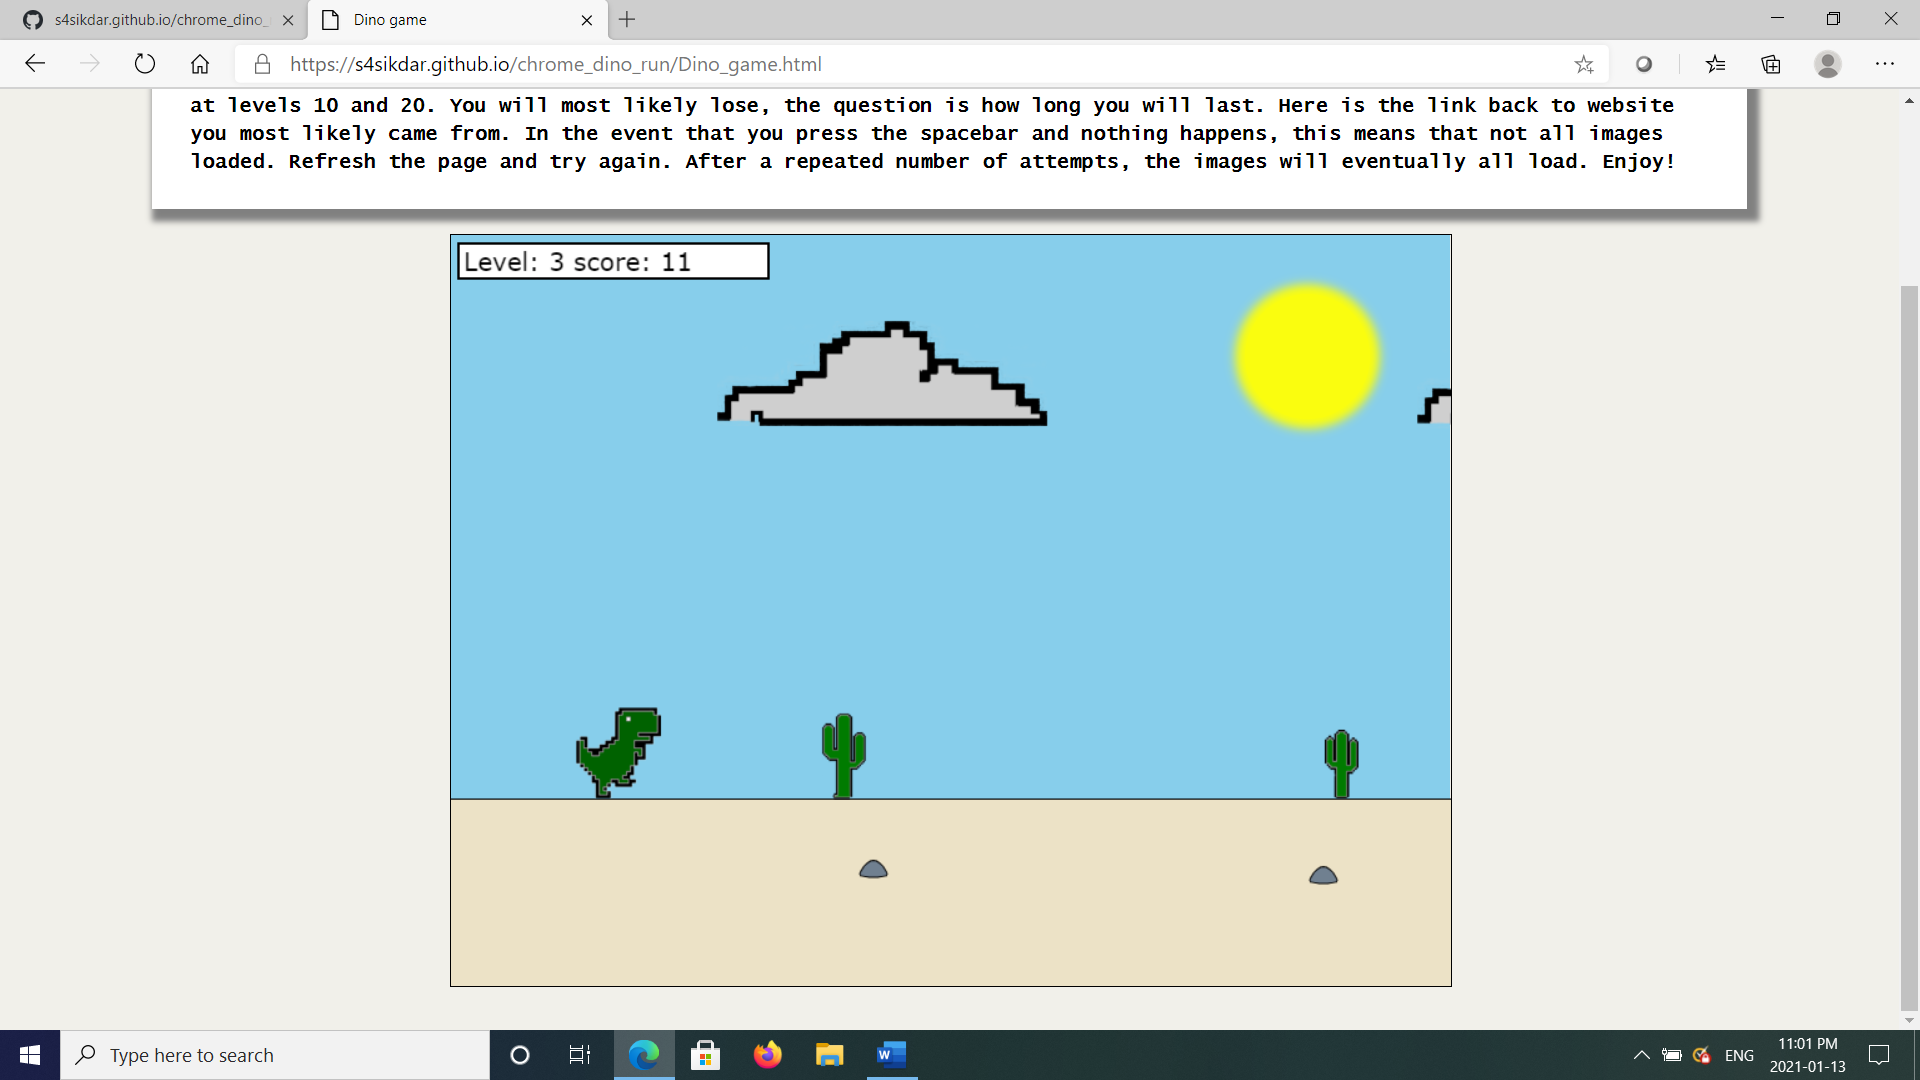 s4sikdar.github.io/chrome_dino_
Dino game
https://s4sikdar.github.io/chrome_dino_run/Dino_game.html
at levels 10 and 20. You will most likely lose, the question is how long you will last. Here is the link back to website
you most likely came from. In the event that you press the spacebar and nothing happens, this means that not all images
loaded. Refresh the page and try again. After a repeated number of attempts, the images will eventually all load. Enjoy!
Level: 3 score: 11
Type here to search
W
ENG
11:01 PM
2021-01-13